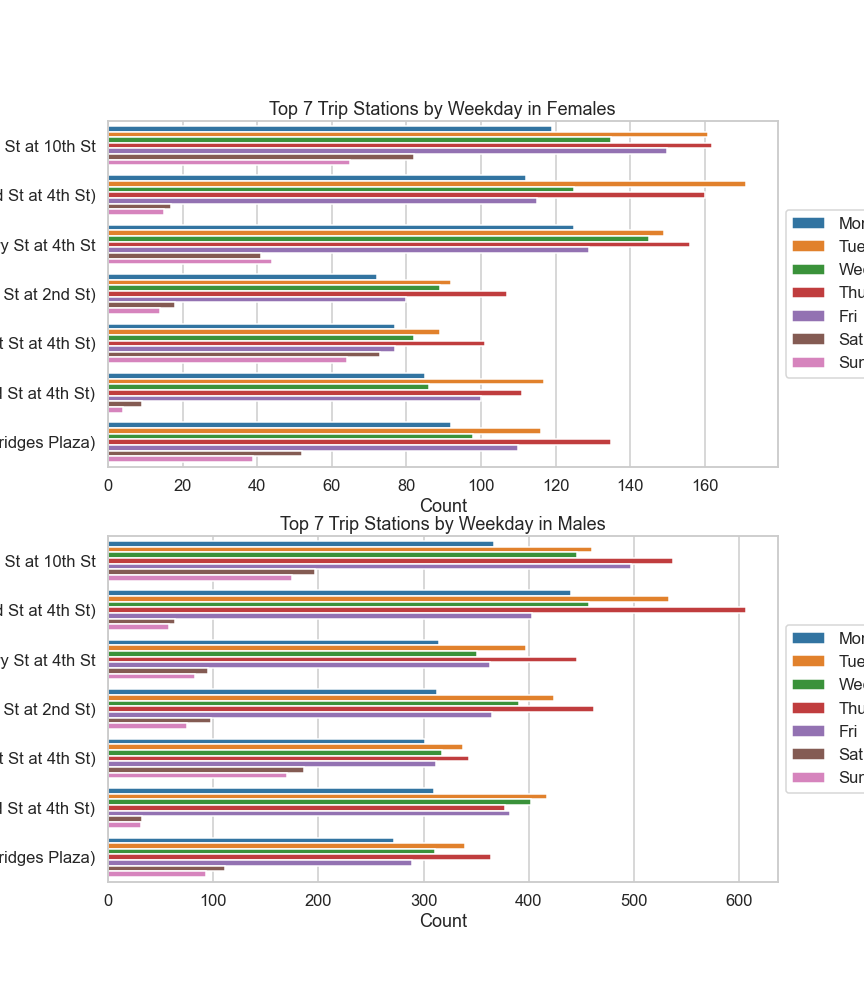 Top 7 Trip Stations by Weekday in Females
St at 10th St
d St at 4th St)
y St at 4th St
St at 2nd St)
t St at 4th St)
St at 4th St)
ridges Plaza)
0 20 40 60 80 100 120 140 160
Count
Mon
Tue
Wed
Thu
Fri
Sat
Sun
Top 7 Trip Stations by Weekday in Males
St at 10th St
d St at 4th St)
y St at 4th St
St at 2nd St)
t St at 4th St)
St at 4th St)
ridges Plaza)
0 100 200 300 400 500 600
Count
Mon
Tue
Wed
Thu
Fri
Sat
Sun